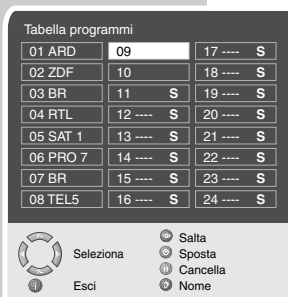 Tabella programmi
01 ARD 09 17 ---- S
02 ZDF 10 18 ---- S
03 BR 11 S 19 ---- S
04 RTL 12 ---- S 20 ---- S
05 SAT 1 13 ---- S 21 ---- S
06 PRO 7 14 ---- S 22 ---- S
07 BR 15 ---- S 23 ---- S
08 TEL5 16 ---- S 24 ---- S
Seleziona
Esci
Salta
Sposta
Cancella
Nome